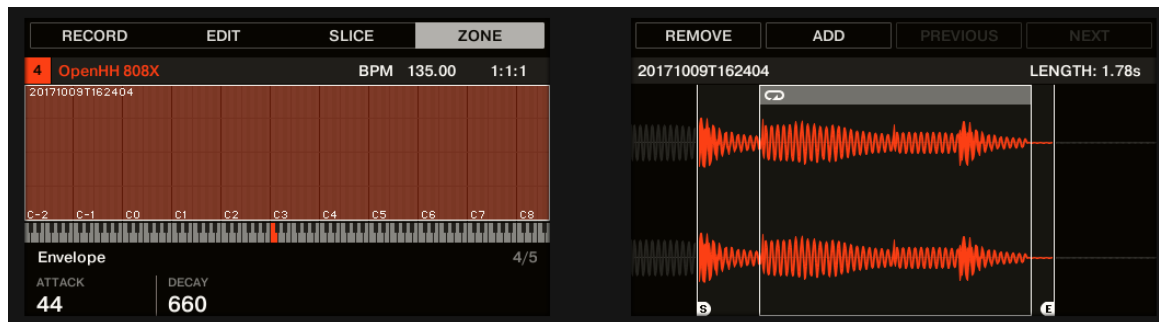 RECORD EDIT SLICE ZONE
4 OpenHH 808X BPM 135.00 1:1:1
20171009T162404
C-2 C-1 C0 C1 C2 C3 C4 C5 C6 C7 C8
Envelope 4/5
ATTACK DECAY
44 660
REMOVE ADD PREVIOUS NEXT
20171009T162404 LENGTH: 1.78s
S E